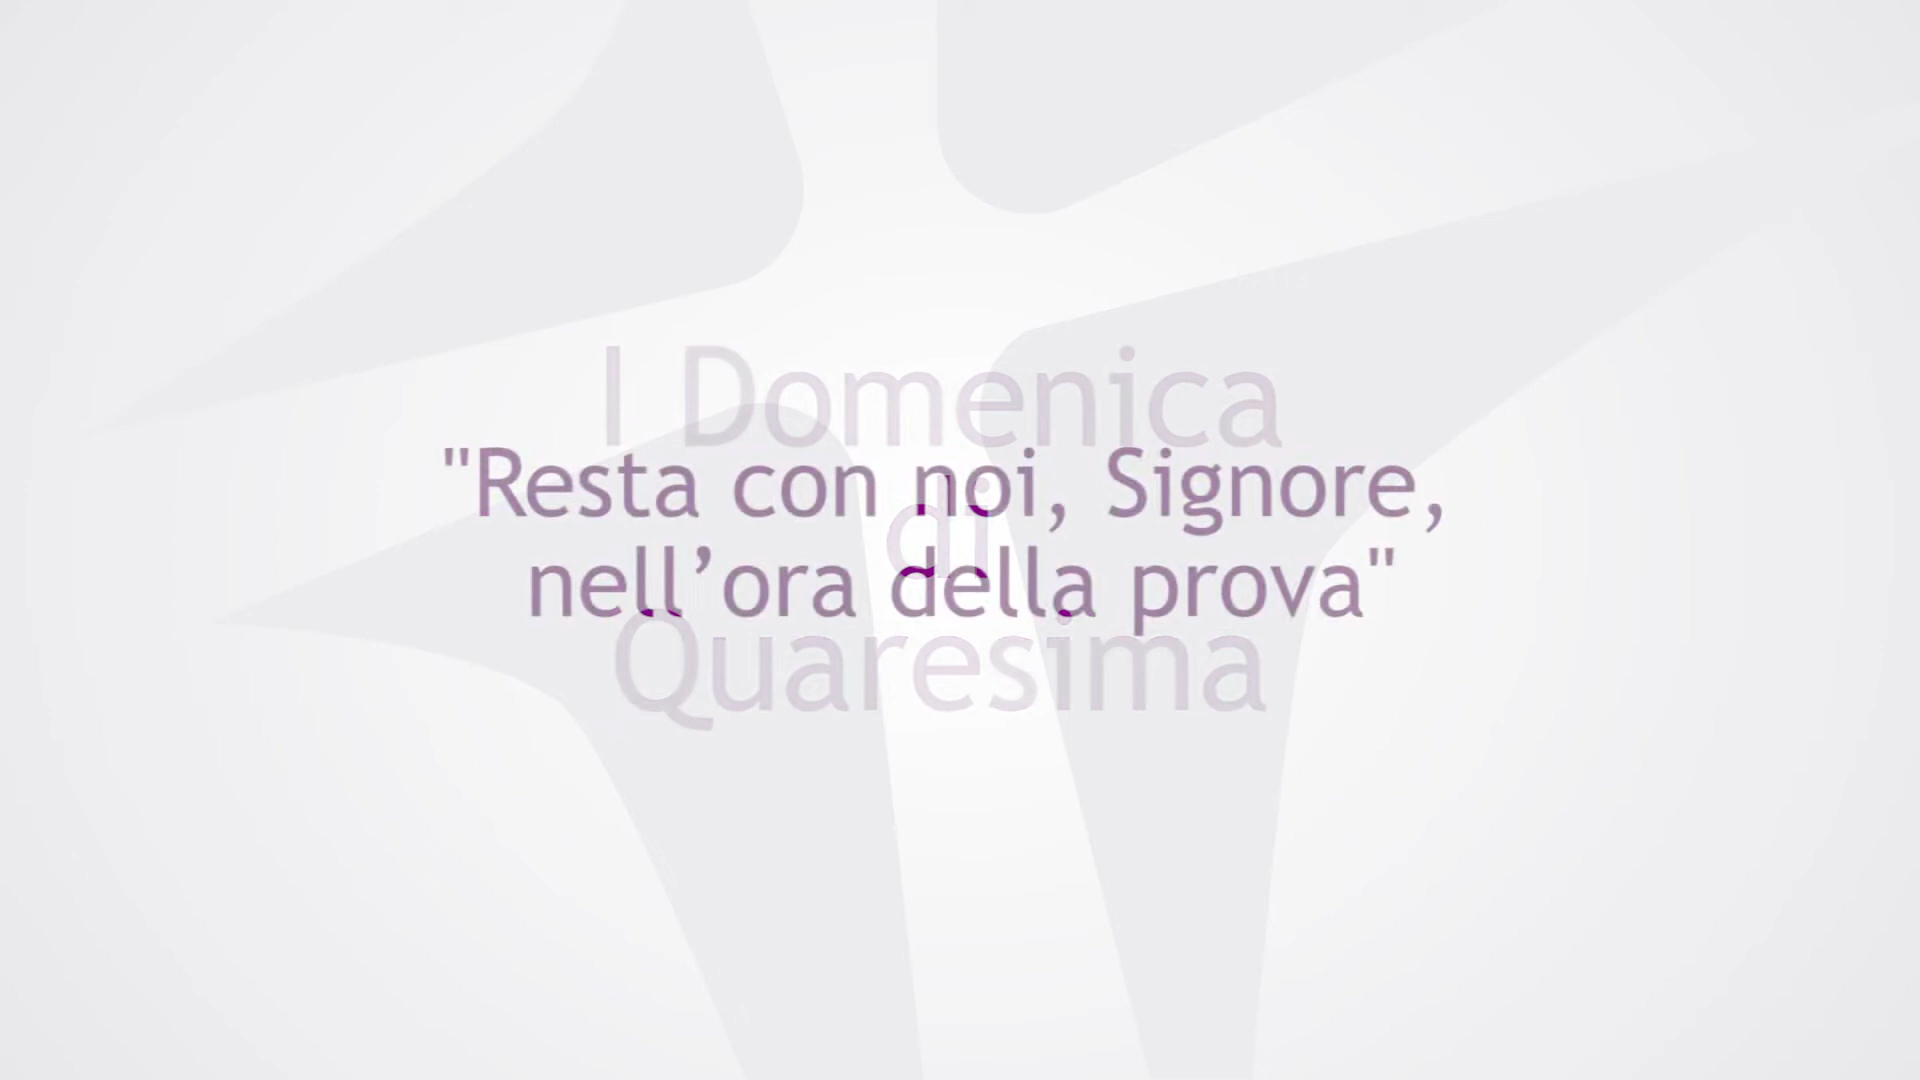 I Domenica
di
Quaresima
"Resta con noi, Signore,
nell’ora della prova"